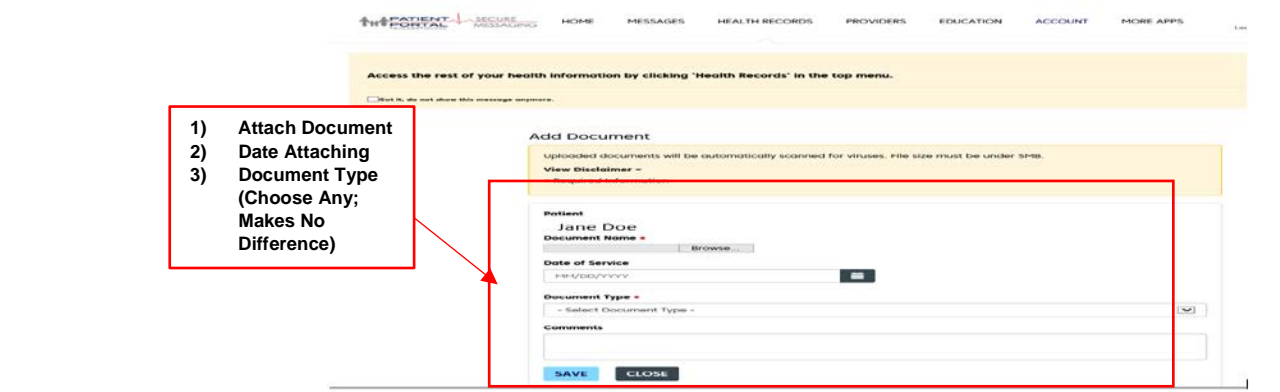 PATIENT PORTAL SECURE MESSAGING HOME MESSAGES HEALTH RECORDS PROVIDERS EDUCATION ACCOUNT MORE APPS
Access the rest of your health information by clicking 'Health Records' in the top menu.
Got it, do not show this message anymore.
1) Attach Document
2) Date Attaching
3) Document Type
(Choose Any;
Makes No
Difference)
Add Document
Uploaded documents will be automatically scanned for viruses. File size must be under 5MB.
View Disclaimer
Required Information
Patient
Jane Doe
Document Name *
Browse...
Date of Service
MM/DD/YYYY
Document Type *
- Select Document Type -
Comments
SAVE CLOSE